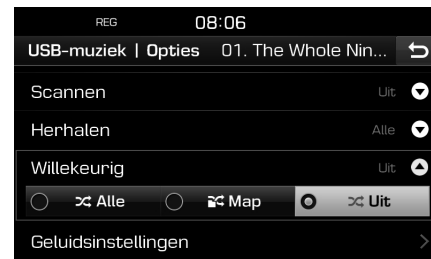 REG 08:06
USB-muziek | Opties 01. The Whole Nin...
Scannen Uit
Herhalen Alle
Willekeurig Uit
Alle Map Uit
Geluidsinstellingen